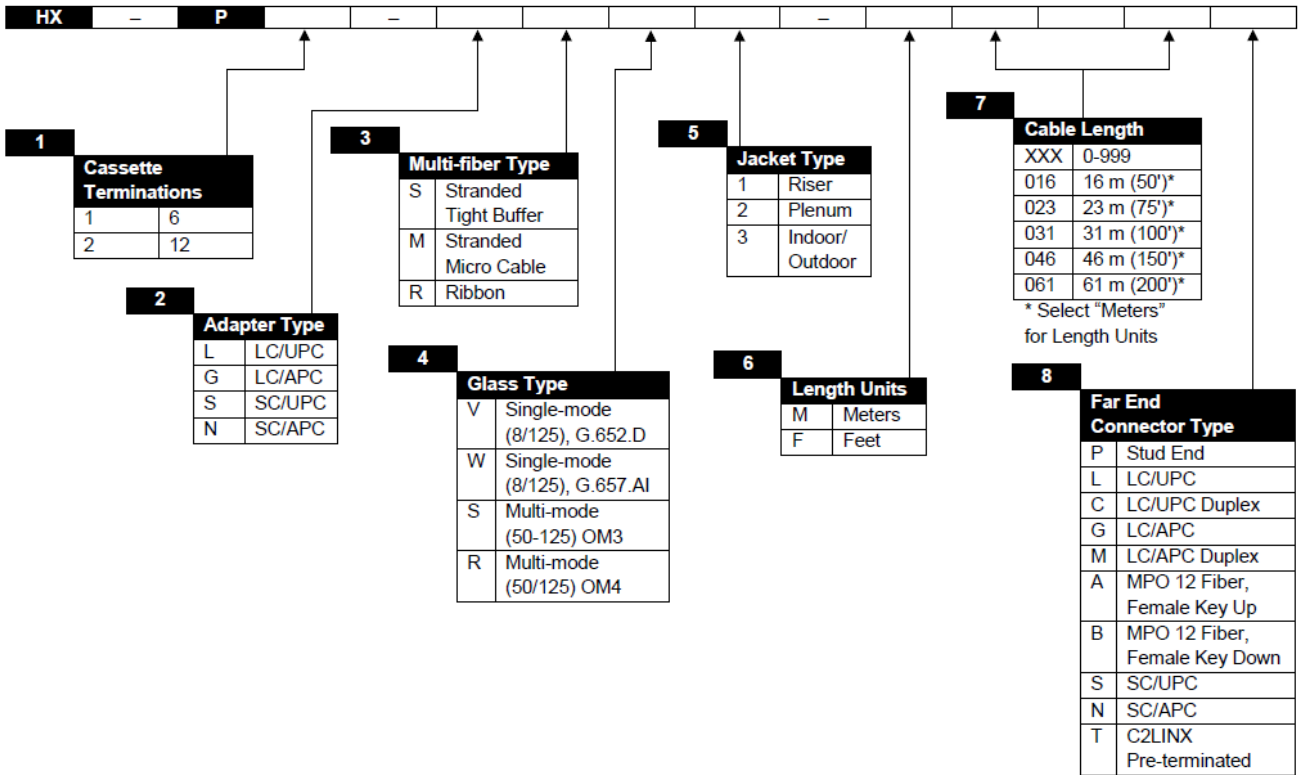 HX – P – –
1
Cassette
Terminations
1 6
2 12
2
Adapter Type
L LC/UPC
G LC/APC
S SC/UPC
N SC/APC
3
Multi-fiber Type
S Stranded
Tight Buffer
M Stranded
Micro Cable
R Ribbon
4
Glass Type
V Single-mode
(8/125), G.652.D
W Single-mode
(8/125), G.657.AI
S Multi-mode
(50-125) OM3
R Multi-mode
(50/125) OM4
5
Jacket Type
1 Riser
2 Plenum
3 Indoor/
Outdoor
6
Length Units
M Meters
F Feet
7
Cable Length
XXX 0-999
016 16 m (50')*
023 23 m (75')*
031 31 m (100')*
046 46 m (150')*
061 61 m (200')*
* Select “Meters”
for Length Units
8
Far End
Connector Type
P Stud End
L LC/UPC
C LC/UPC Duplex
G LC/APC
M LC/APC Duplex
A MPO 12 Fiber,
Female Key Up
B MPO 12 Fiber,
Female Key Down
S SC/UPC
N SC/APC
T C2LINX
Pre-terminated